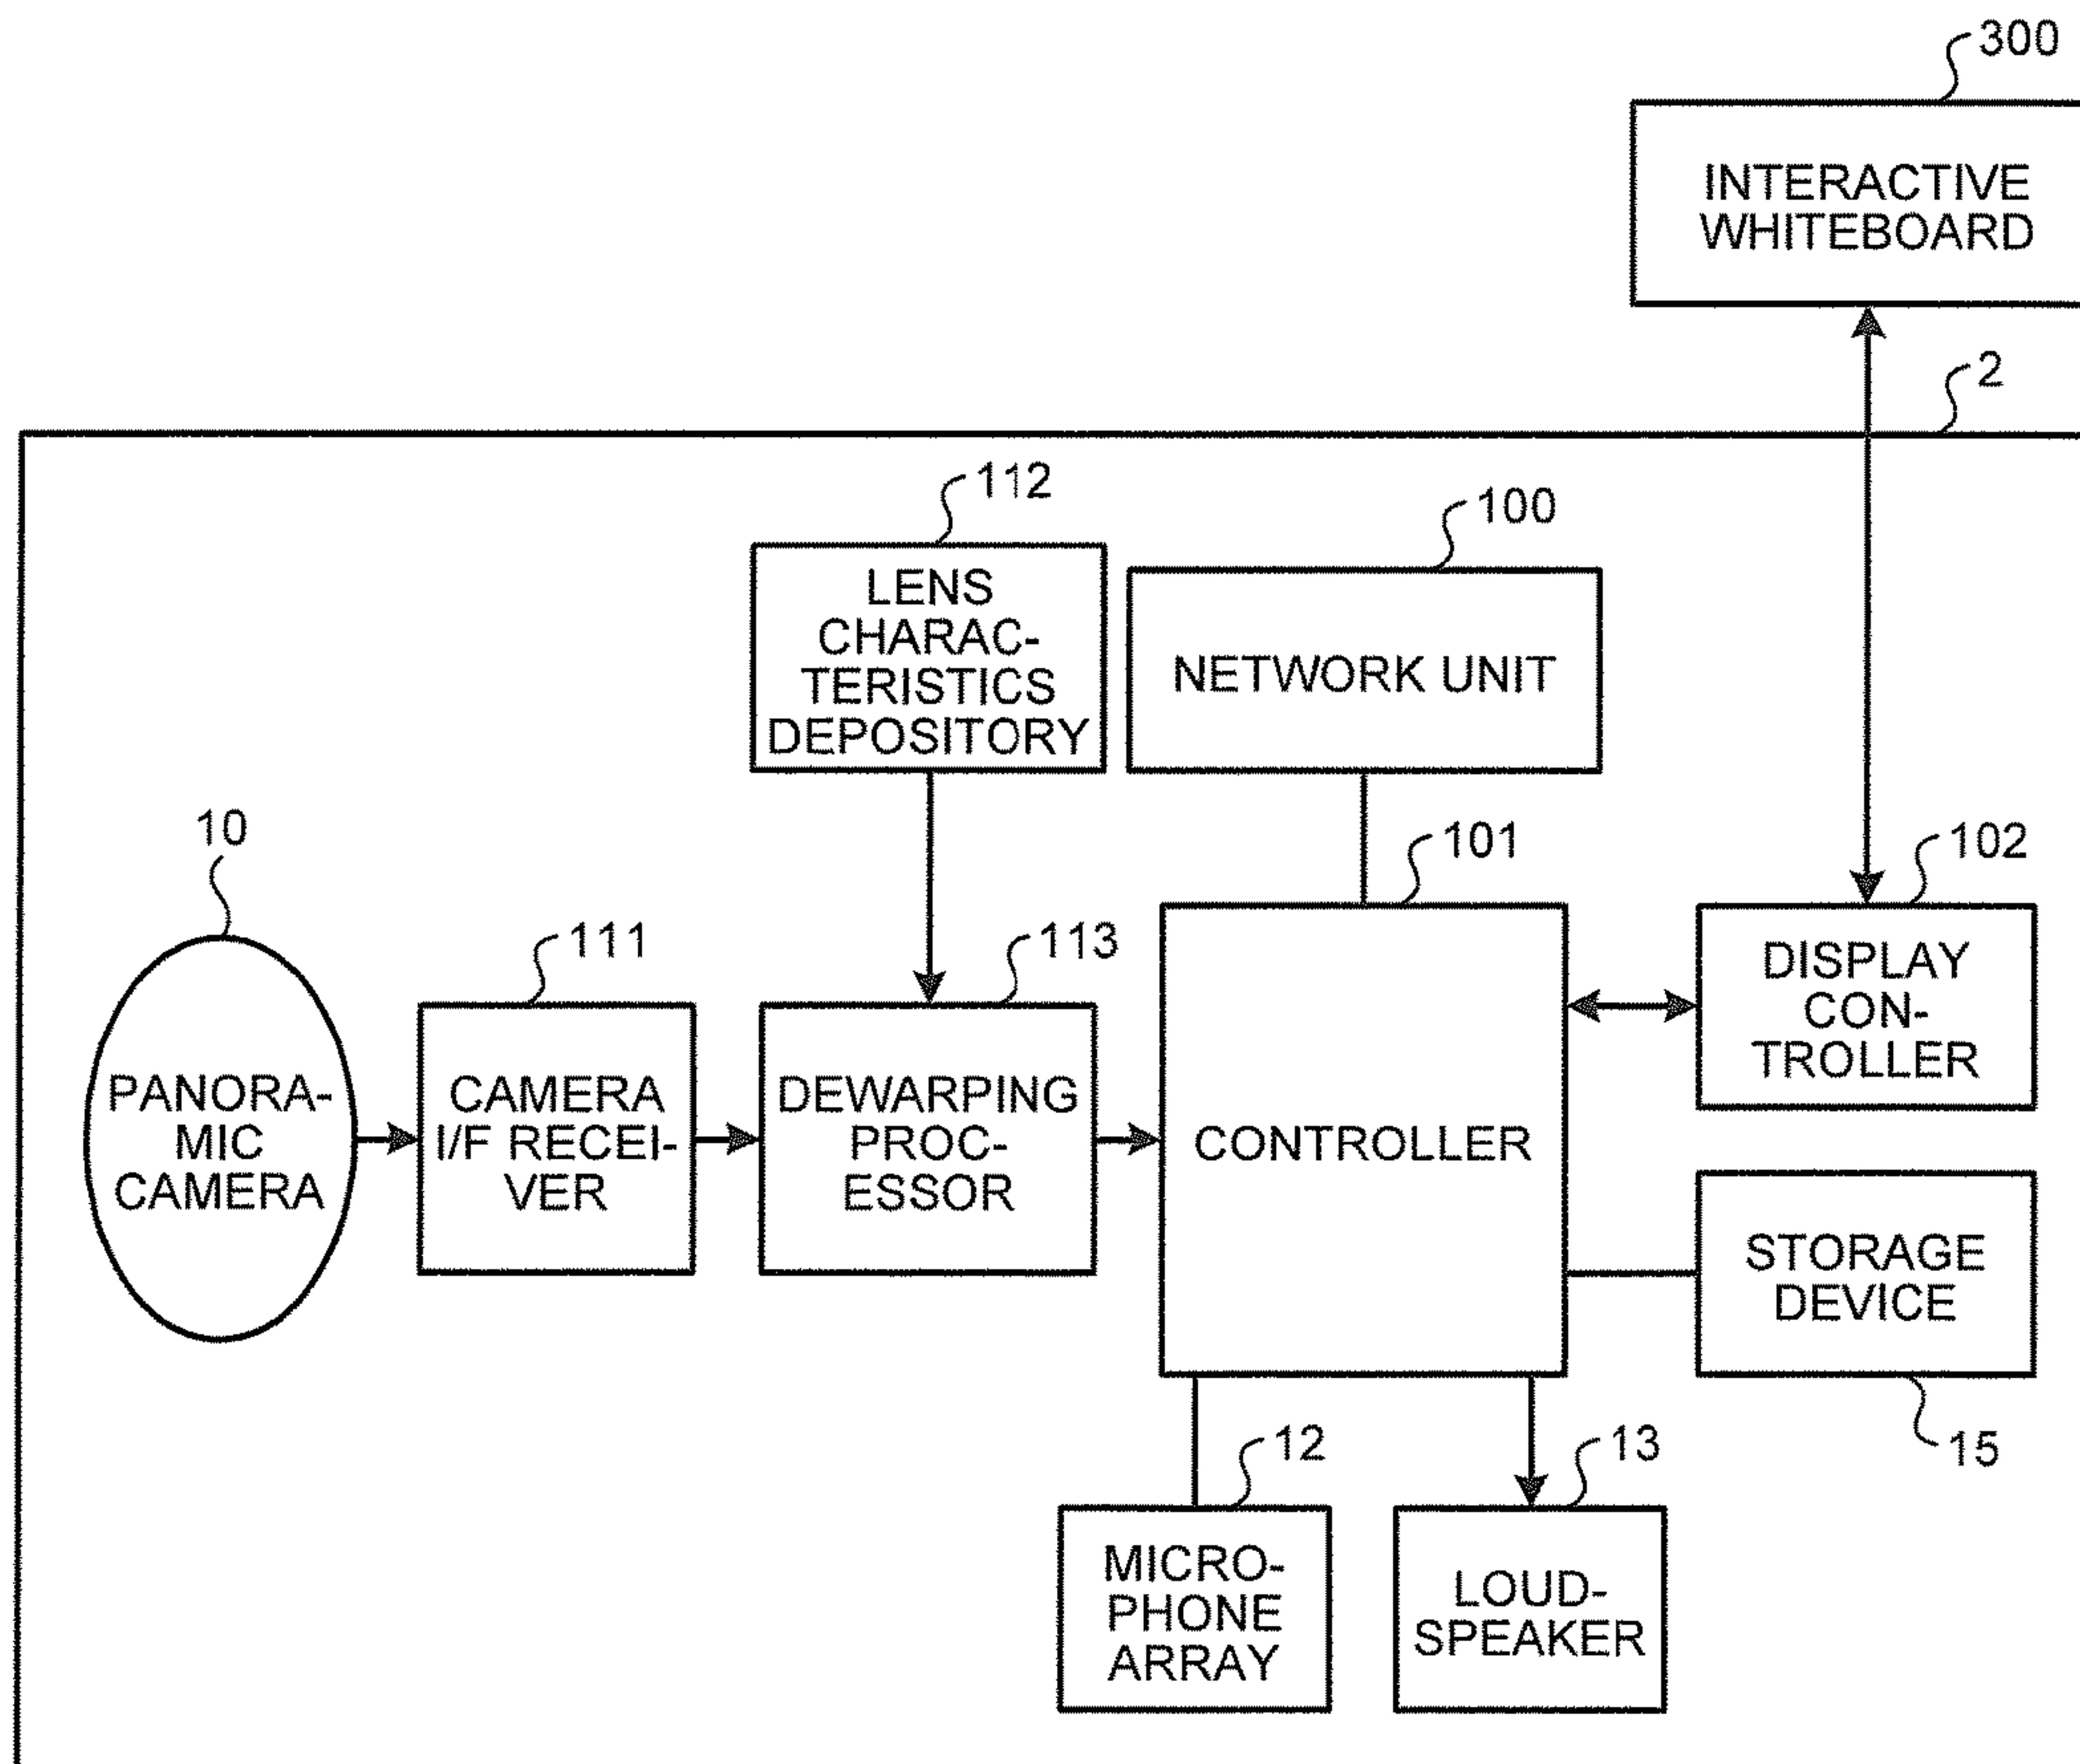 300
INTERACTIVE
WHITEBOARD
2
112
LENS
CHARAC-
TERISTICS
DEPOSITORY
100
NETWORK UNIT
10
PANORA-
MIC
CAMERA
111
CAMERA
I/F RECEI-
VER
113
DEWARPING
PROC-
ESSOR
101
CONTROLLER
102
DISPLAY
CON-
TROLLER
STORAGE
DEVICE
15
12
MICRO-
PHONE
ARRAY
13
LOUD-
SPEAKER